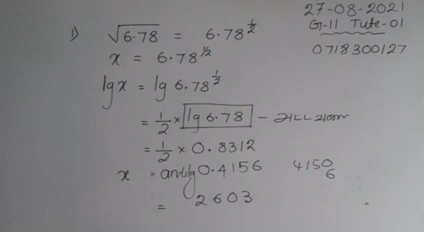 27-08-2021
G-11 Tute-01
0718300127
1) √6.78 = 6.78^½
x = 6.78^½
lg x = lg 6.78^½
= ½ × lg 6.78 -
= ½ × 0.8312
x = antilg 0.4156 4150 6
= 2603